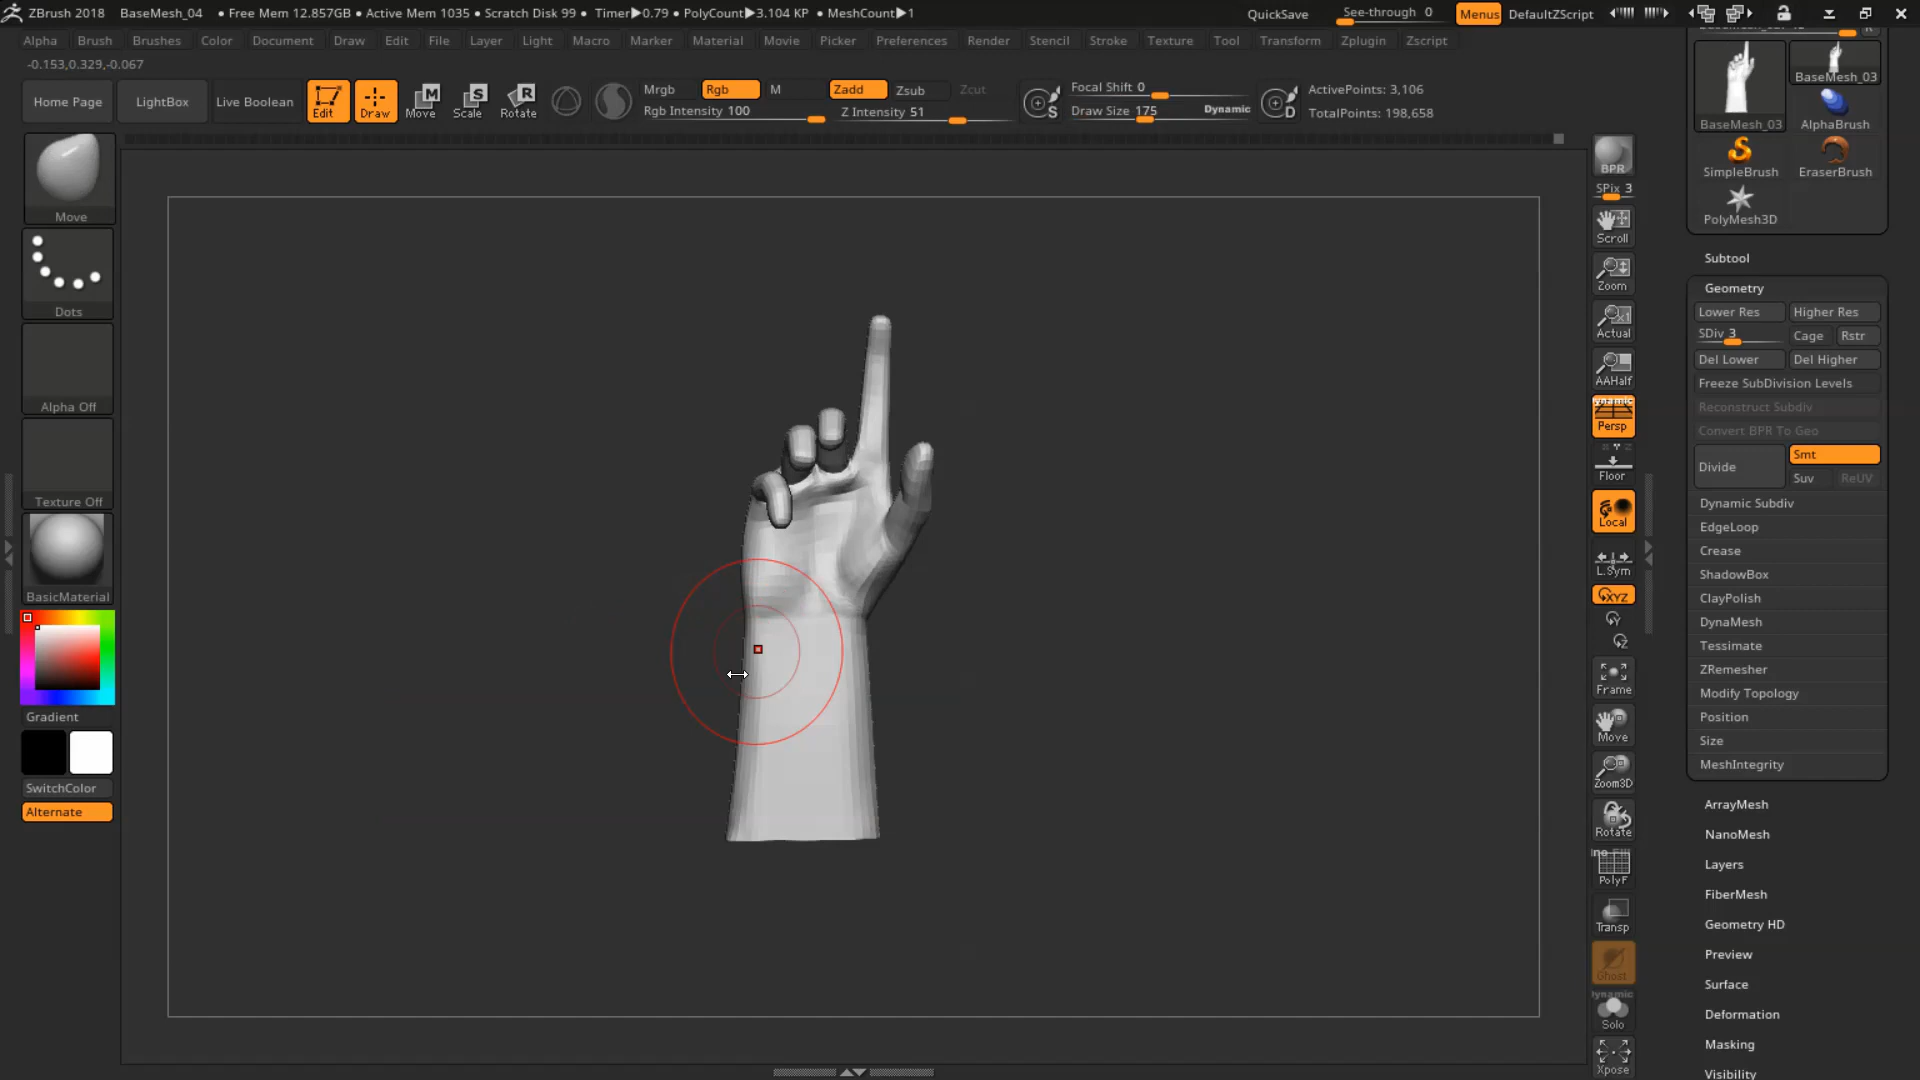 ZBrush 2018 BaseMesh_04 • Free Mem 12.857GB • Active Mem 1035 • Scratch Disk 99 • Timer▶0.79 • PolyCount▶3.104 KP • MeshCount▶1 QuickSave See-through 0 Menus DefaultZScript
Alpha Brush Brushes Color Document Draw Edit File Layer Light Macro Marker Material Movie Picker Preferences Render Stencil Stroke Texture Tool Transform Zplugin Zscript
-0.153,0.329,-0.067
Home Page LightBox Live Boolean Edit Draw Move Scale Rotate
Mrgb Rgb M Zadd Zsub Zcut
Rgb Intensity 100 Z Intensity 51
Focal Shift 0
Draw Size 175 Dynamic
ActivePoints: 3,106
TotalPoints: 198,658
Move
Dots
Alpha Off
Texture Off
BasicMaterial
Gradient
SwitchColor
Alternate
BPR
SPix 3
Scroll
Zoom
Actual
AAHalf
Persp
Floor
Local
L.Sym
XYZ
Y
Z
Frame
Move
Zoom3D
Rotate
PolyF
Transp
Ghost
Dynamic
Solo
Xpose
BaseMesh_03
BaseMesh_03 AlphaBrush
SimpleBrush EraserBrush
PolyMesh3D
Subtool
Geometry
Lower Res Higher Res
SDiv 3 Cage Rstr
Del Lower Del Higher
Freeze SubDivision Levels
Reconstruct Subdiv
Convert BPR To Geo
Divide Smt
Suv ReUV
Dynamic Subdiv
EdgeLoop
Crease
ShadowBox
ClayPolish
DynaMesh
Tessimate
ZRemesher
Modify Topology
Position
Size
MeshIntegrity
ArrayMesh
NanoMesh
Layers
FiberMesh
Geometry HD
Preview
Surface
Deformation
Masking
Visibility